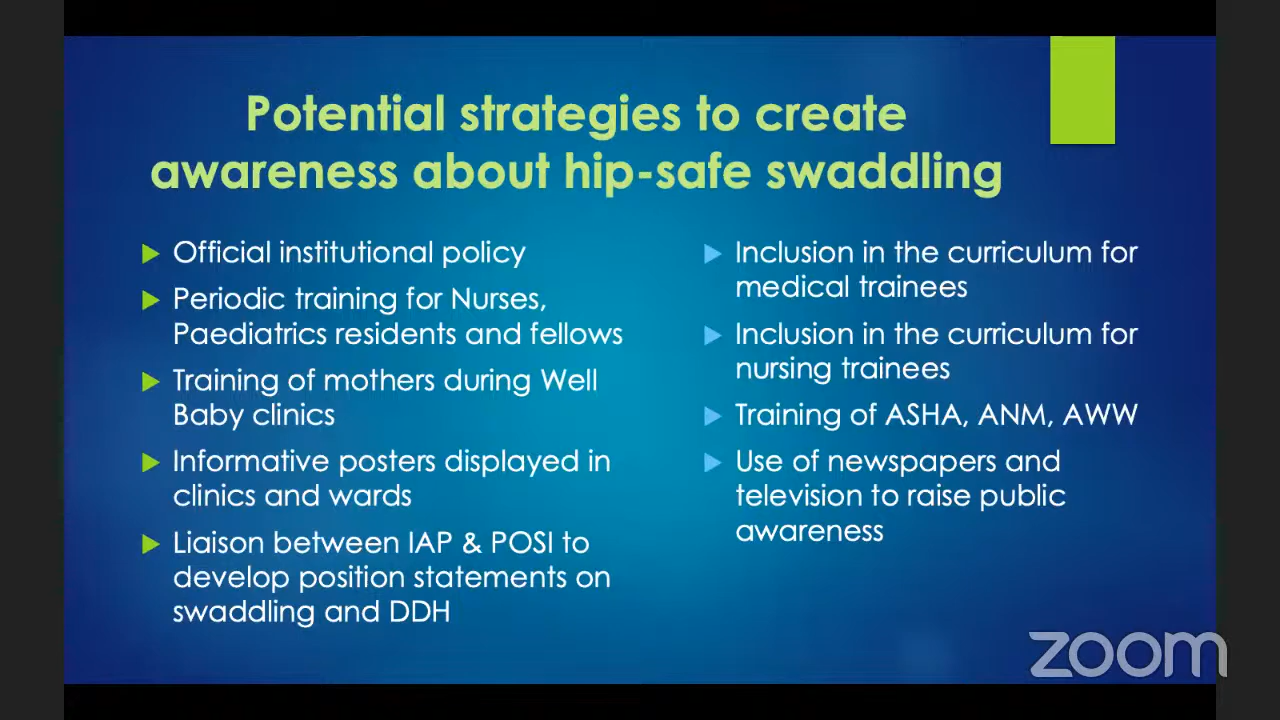 Potential strategies to create
awareness about hip-safe swaddling
Official institutional policy
Periodic training for Nurses,
Paediatrics residents and fellows
Training of mothers during Well
Baby clinics
Informative posters displayed in
clinics and wards
Liaison between IAP & POSI to
develop position statements on
swaddling and DDH
Inclusion in the curriculum for
medical trainees
Inclusion in the curriculum for
nursing trainees
Training of ASHA, ANM, AWW
Use of newspapers and
television to raise public
awareness
zoom